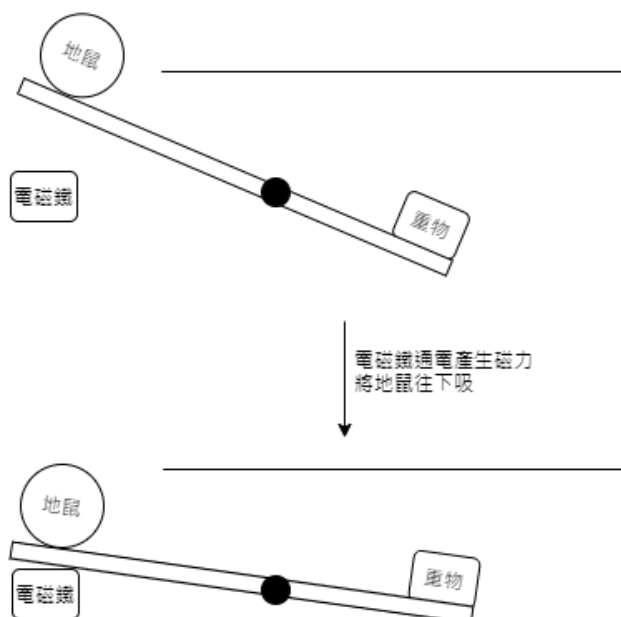 地鼠
電磁鐵
重物
電磁鐵通電產生磁力
將地鼠往下吸
地鼠
重物
電磁鐵